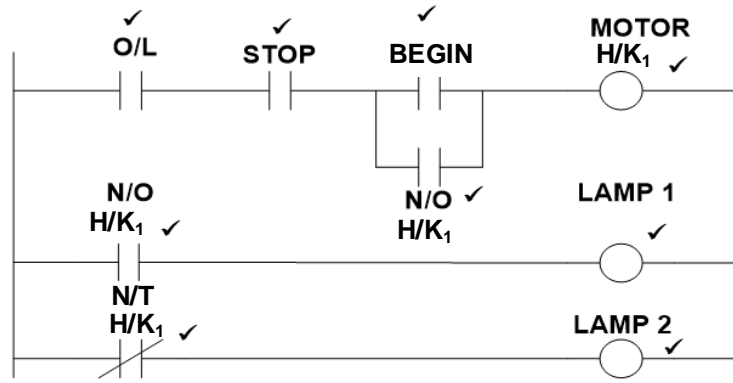 O/L
STOP
BEGIN
MOTOR
H/K₁
N/O
H/K₁
N/O
H/K₁
LAMP 1
N/T
H/K₁
LAMP 2